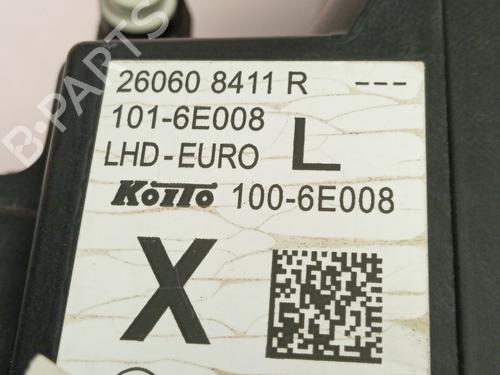 B-PARTS
26060 8411 R ---
101-6E008
LHD-EURO L
KOITO 100-6E008
X